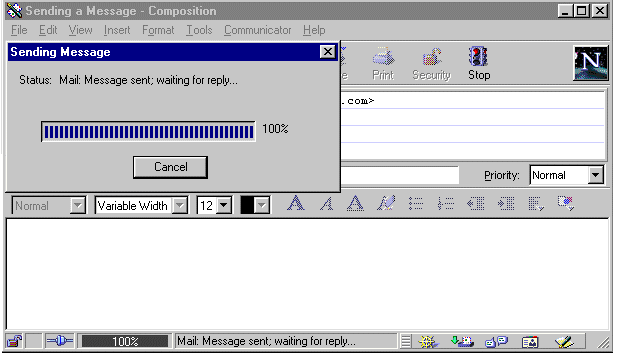 Sending a Message - Composition
File Edit View Insert Format Tools Communicator Help
Sending Message
Status: Mail: Message sent; waiting for reply...
100%
Cancel
Print Security Stop
N
.com>
Priority: Normal
Normal Variable Width 12
100% Mail: Message sent; waiting for reply...